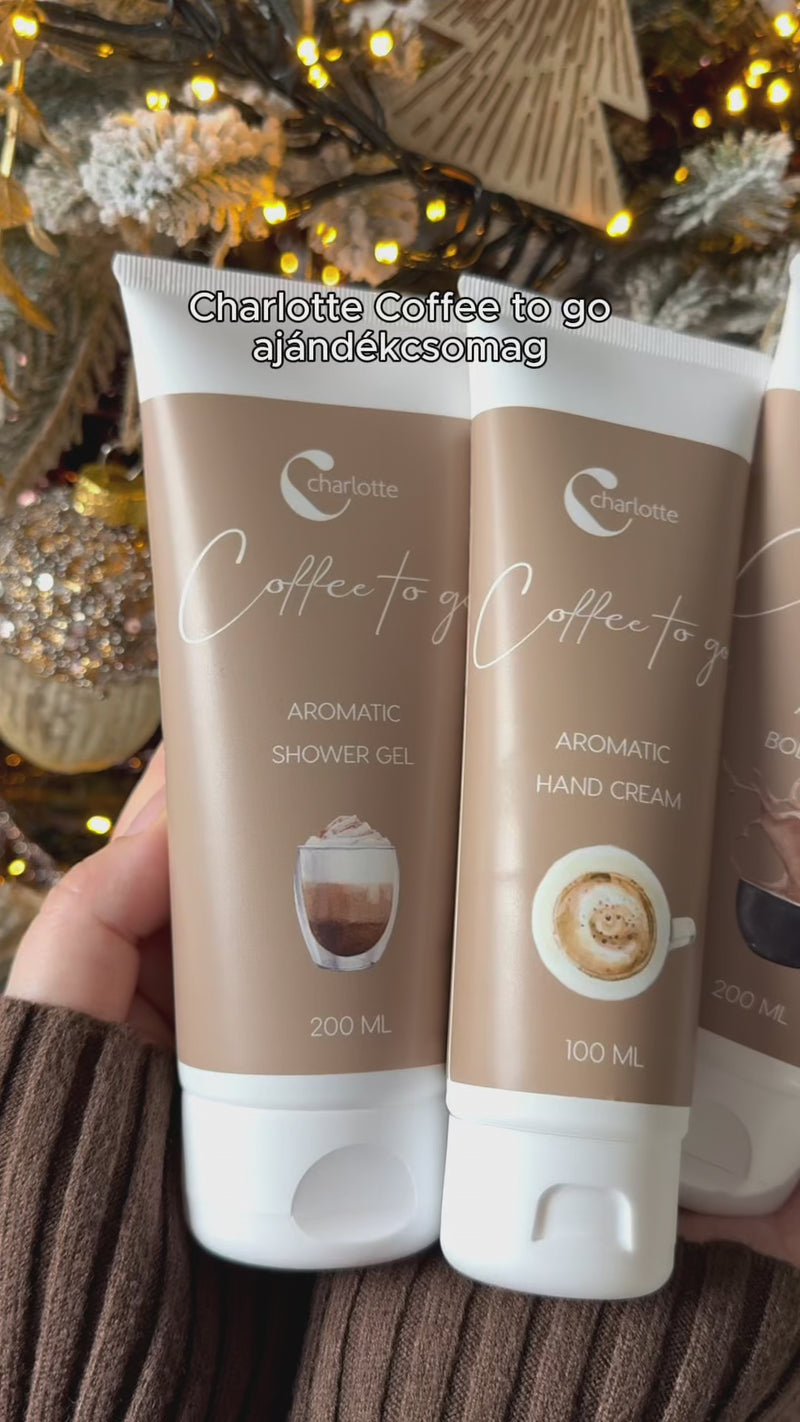 Charlotte Coffee to go
ajándékcsomag
charlotte
Coffee to go
AROMATIC
SHOWER GEL
200 ML
charlotte
Coffee to go
AROMATIC
HAND CREAM
100 ML
200 ML